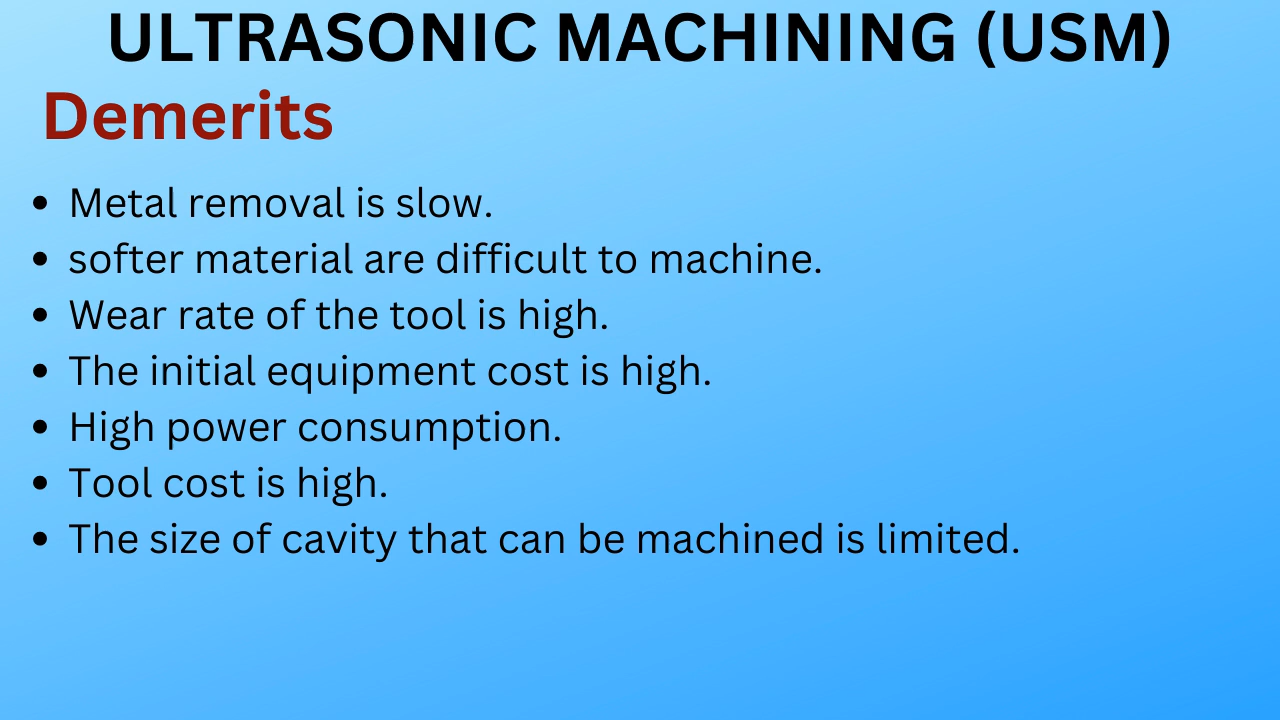 ULTRASONIC MACHINING (USM)
Demerits
• Metal removal is slow.
• softer material are difficult to machine.
• Wear rate of the tool is high.
• The initial equipment cost is high.
• High power consumption.
• Tool cost is high.
• The size of cavity that can be machined is limited.